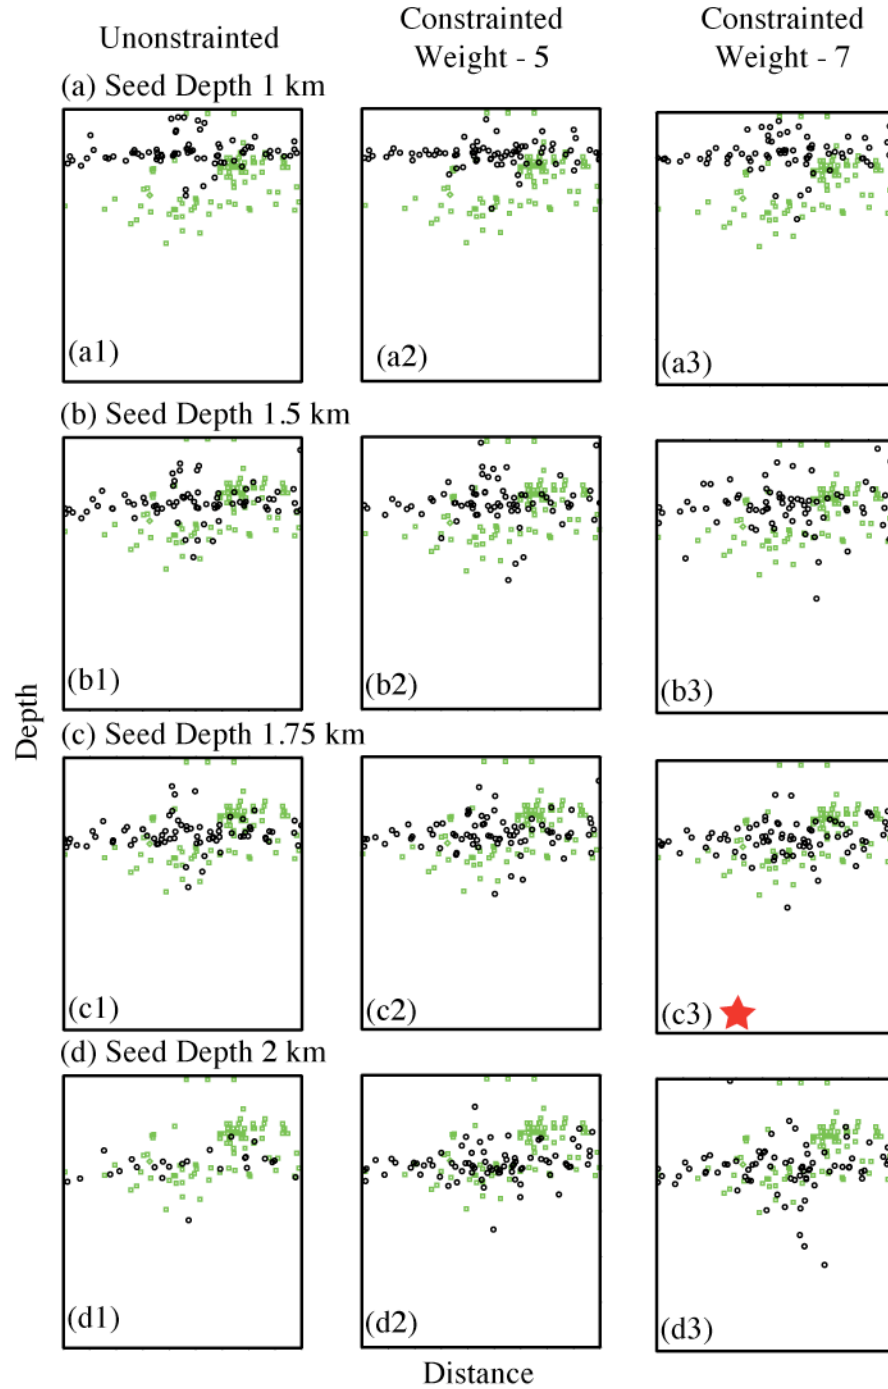 Unonstrainted
Constrainted
Weight - 5
Constrainted
Weight - 7
(a) Seed Depth 1 km
(a1)
(a2)
(a3)
(b) Seed Depth 1.5 km
(b1)
(b2)
(b3)
(c) Seed Depth 1.75 km
(c1)
(c2)
(c3)
(d) Seed Depth 2 km
(d1)
(d2)
(d3)
Depth
Distance